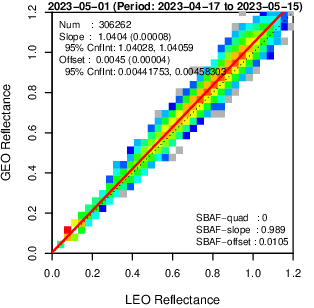 2023-05-01 (Period: 2023-04-17 to 2023-05-15)
Num : 306262
Slope : 1.0404 (0.00008)
95% CnfInt: 1.04028, 1.04059
Offset : 0.0045 (0.00004)
95% CnfInt: 0.00441753, 0.00458303
GEO Reflectance
1.2
1.0
0.8
0.6
0.4
0.2
0.0
SBAF-quad : 0
SBAF-slope : 0.989
SBAF-offset : 0.0105
0.0 0.2 0.4 0.6 0.8 1.0 1.2
LEO Reflectance